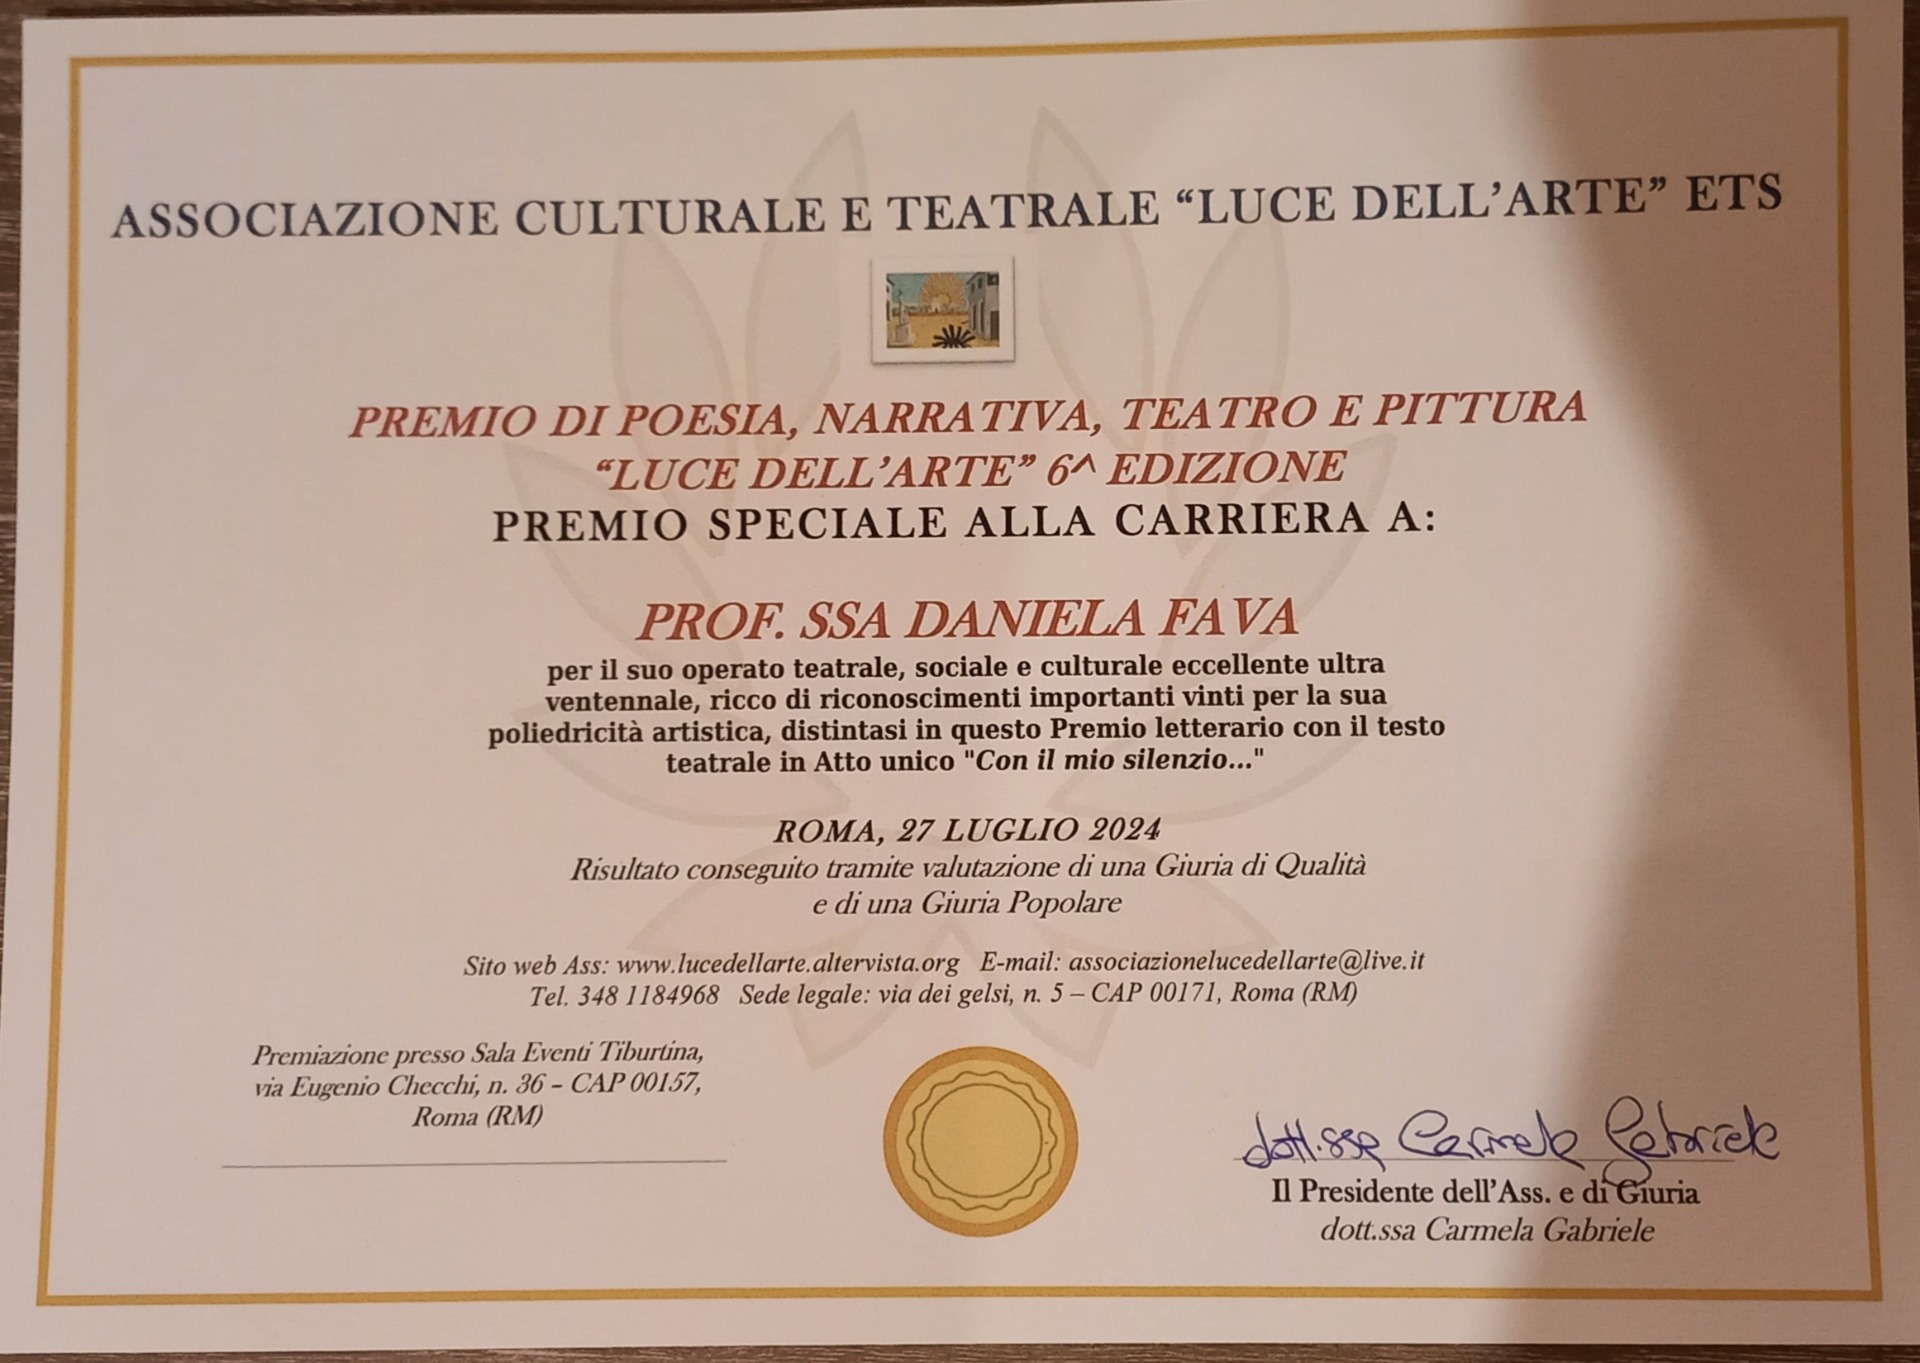 ASSOCIAZIONE CULTURALE E TEATRALE “LUCE DELL’ARTE” ETS
PREMIO DI POESIA, NARRATIVA, TEATRO E PITTURA
“LUCE DELL’ARTE” 6^ EDIZIONE
PREMIO SPECIALE ALLA CARRIERA A:
PROF. SSA DANIELA FAVA
per il suo operato teatrale, sociale e culturale eccellente ultra
ventennale, ricco di riconoscimenti importanti vinti per la sua
poliedricità artistica, distintasi in questo Premio letterario con il testo
teatrale in Atto unico "Con il mio silenzio..."
ROMA, 27 LUGLIO 2024
Risultato conseguito tramite valutazione di una Giuria di Qualità
e di una Giuria Popolare
Sito web Ass: www.lucedellarte.altervista.org E-mail: associazionelucedellarte@live.it
Tel. 348 1184968 Sede legale: via dei gelsi, n. 5 – CAP 00171, Roma (RM)
Premiazione presso Sala Eventi Tiburtina,
via Eugenio Checchi, n. 36 – CAP 00157,
Roma (RM)
dott.ssa Carmela Gabriele
Il Presidente dell’Ass. e di Giuria
dott.ssa Carmela Gabriele